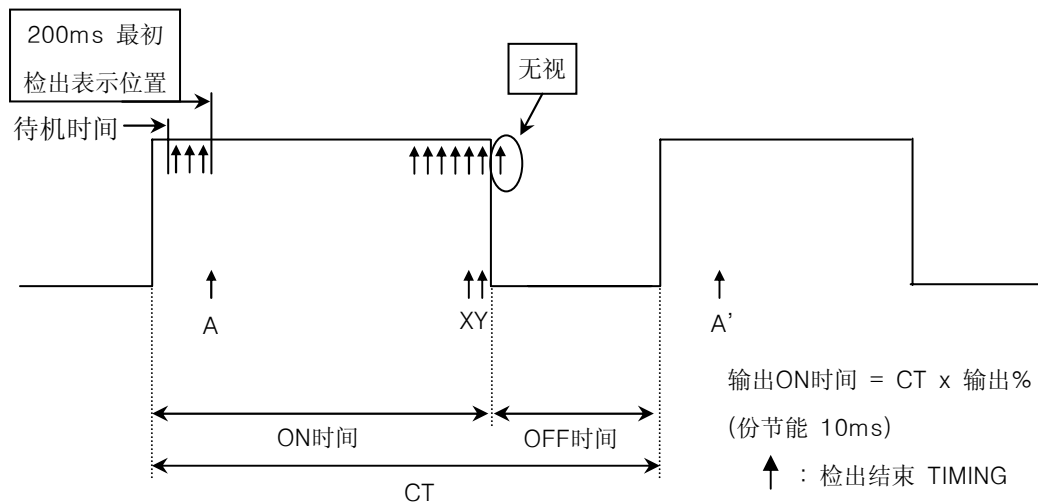 200ms 最初
检出表示位置
无视
待机时间
A
XY
A'
输出ON时间 = CT x 输出%
(份节能 10ms)
ON时间
OFF时间
: 检出结束 TIMING
CT